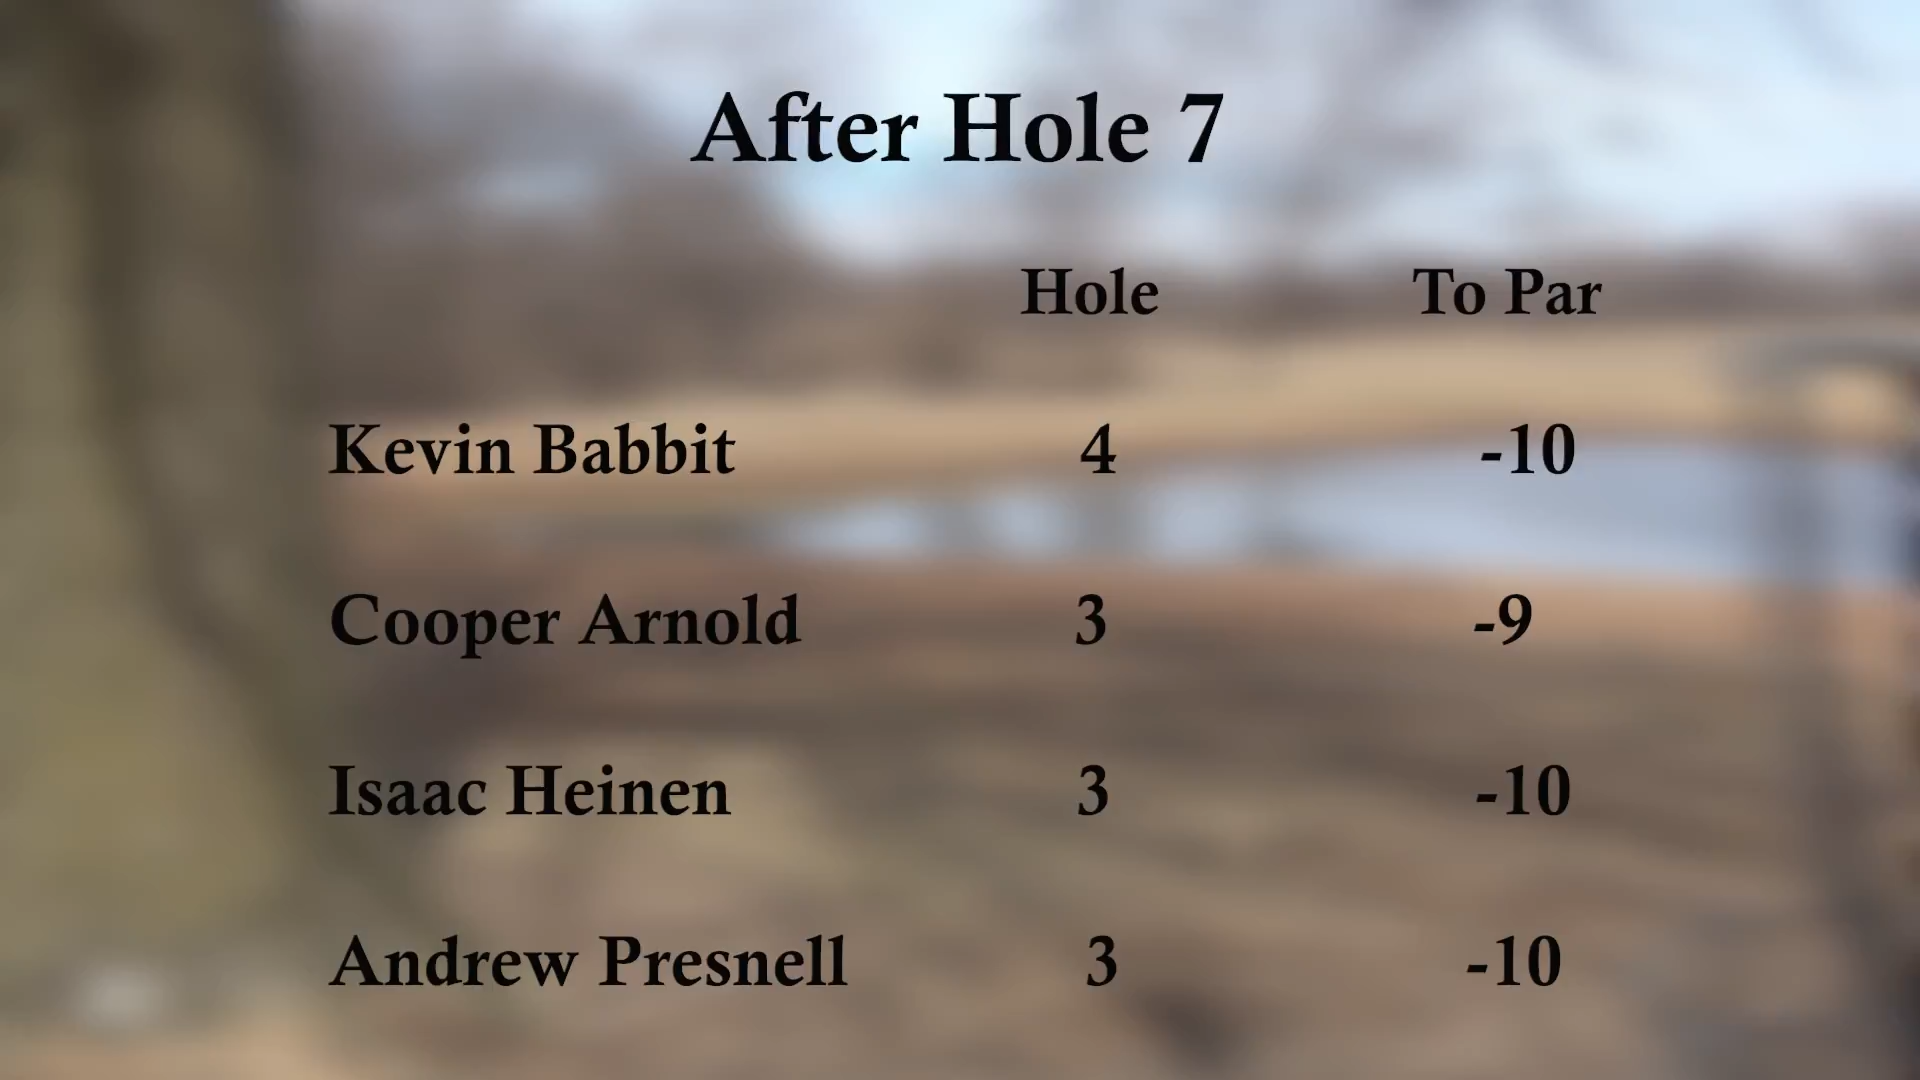 After Hole 7
Hole To Par
Kevin Babbit 4 -10
Cooper Arnold 3 -9
Isaac Heinen 3 -10
Andrew Presnell 3 -10